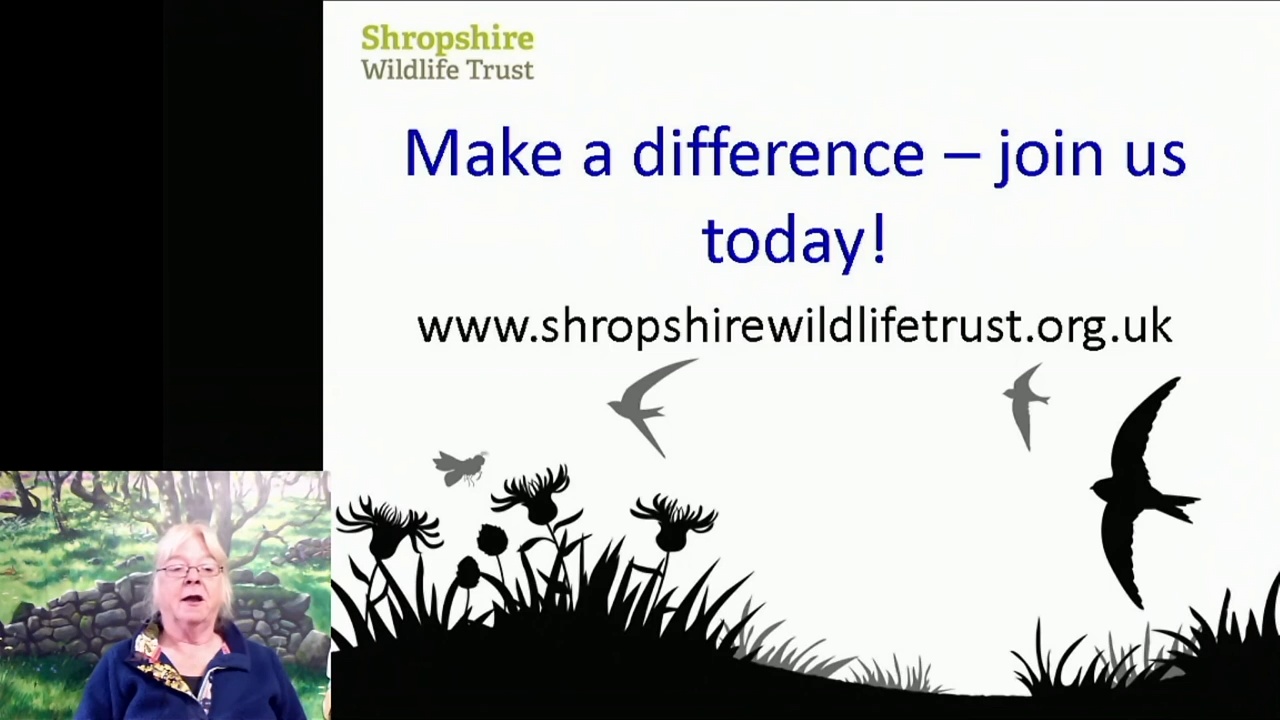 Shropshire
Wildlife Trust
Make a difference – join us
today!
www.shropshirewildlifetrust.org.uk